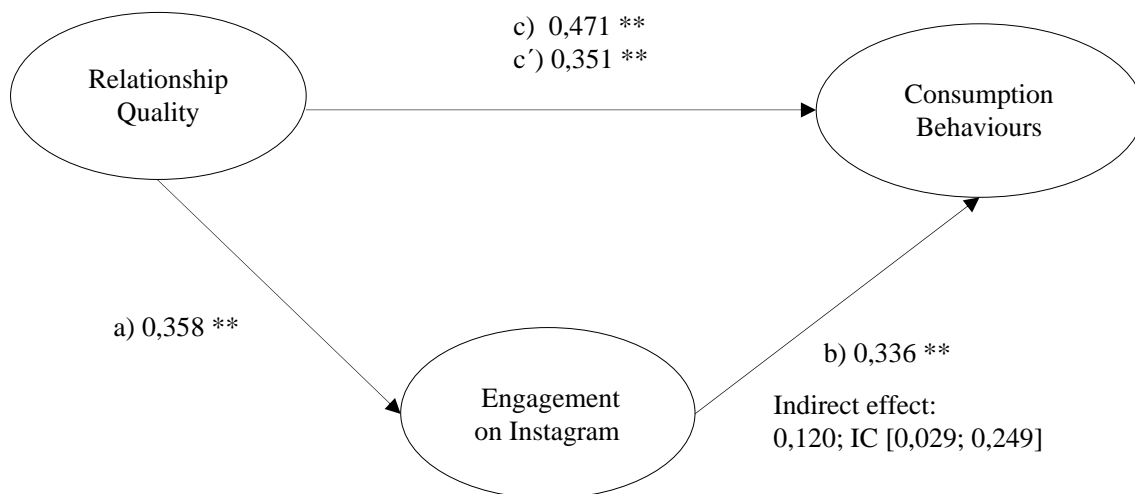 c) 0,471 **
c´) 0,351 **
Relationship
Quality
Consumption
Behaviours
a) 0,358 **
b) 0,336 **
Engagement
on Instagram
Indirect effect:
0,120; IC [0,029; 0,249]